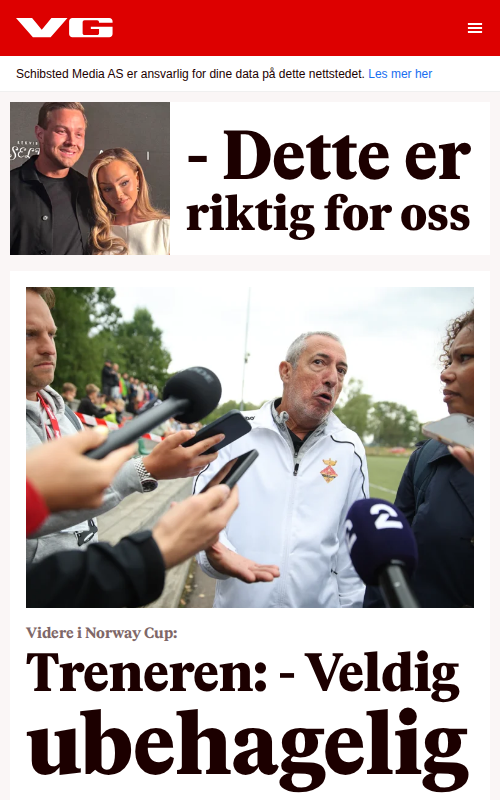 VG
Schibsted Media AS er ansvarlig for dine data på dette nettstedet. Les mer her
- Dette er
riktig for oss
2
Videre i Norway Cup:
Treneren: - Veldig
ubehagelig